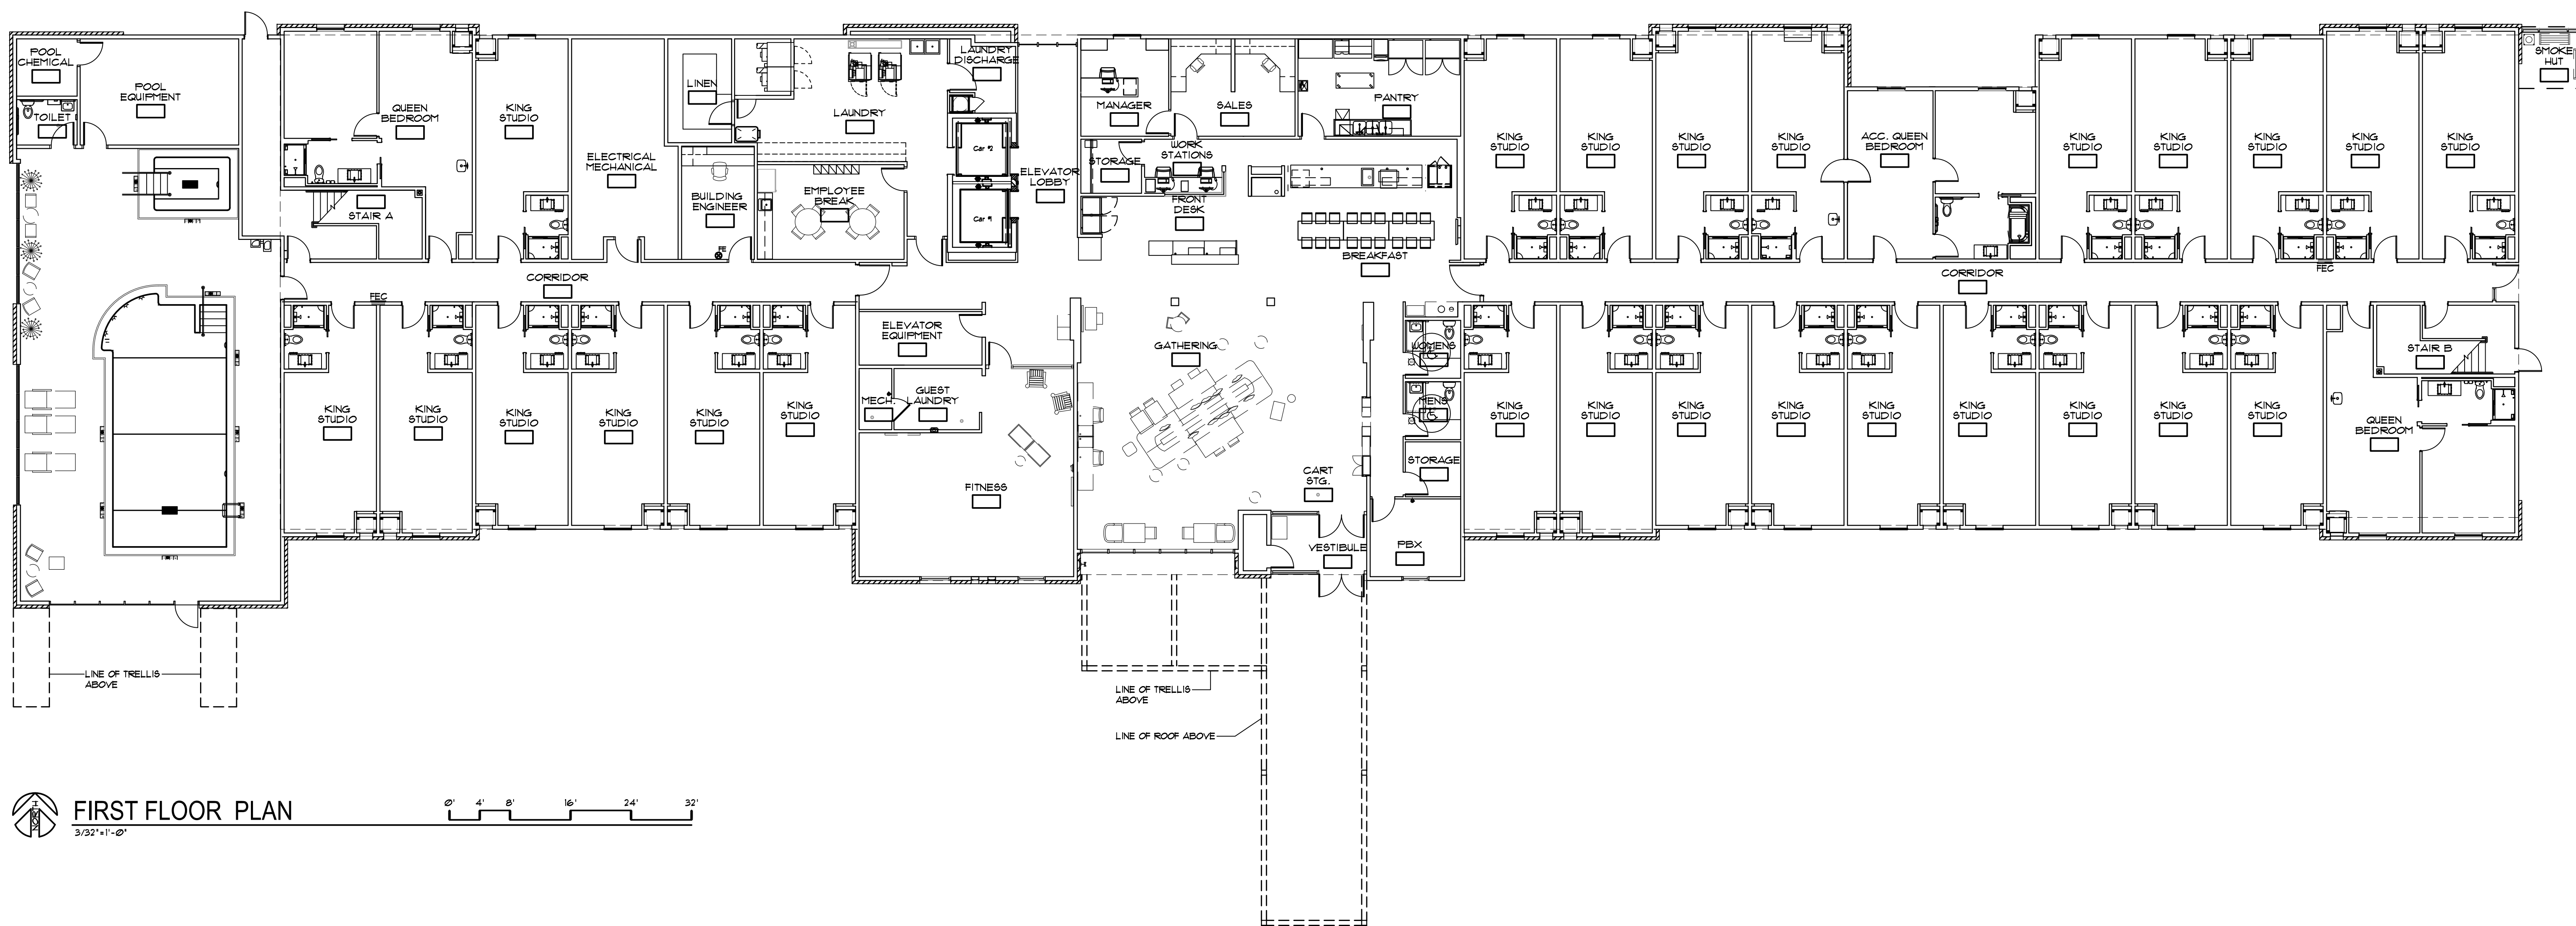 POOL
CHEMICAL
POOL
EQUIPMENT
TOILET
QUEEN
BEDROOM
KING
STUDIO
STAIR A
ELECTRICAL
MECHANICAL
LINEN
LAUNDRY
LAUNDRY
DISCHARGE
BUILDING
ENGINEER
FE
EMPLOYEE
BREAK
Car #2
Car #1
ELEVATOR
LOBBY
MANAGER
SALES
PANTRY
STORAGE
WORK
STATIONS
FRONT
DESK
BREAKFAST
KING
STUDIO
KING
STUDIO
KING
STUDIO
KING
STUDIO
ACC. QUEEN
BEDROOM
KING
STUDIO
KING
STUDIO
KING
STUDIO
KING
STUDIO
KING
STUDIO
SMOKE
HUT
CORRIDOR
FEC
CORRIDOR
FEC
KING
STUDIO
KING
STUDIO
KING
STUDIO
KING
STUDIO
KING
STUDIO
KING
STUDIO
ELEVATOR
EQUIPMENT
MECH.
GUEST
LAUNDRY
FITNESS
GATHERING
CART
STG.
VESTIBULE
WOMENS
MENS
STORAGE
PBX
KING
STUDIO
KING
STUDIO
KING
STUDIO
KING
STUDIO
KING
STUDIO
KING
STUDIO
KING
STUDIO
KING
STUDIO
KING
STUDIO
STAIR B
QUEEN
BEDROOM
LINE OF TRELLIS
ABOVE
LINE OF TRELLIS
ABOVE
LINE OF ROOF ABOVE
NORTH
FIRST FLOOR PLAN
3/32"=1'-0"
0' 4' 8' 16' 24' 32'